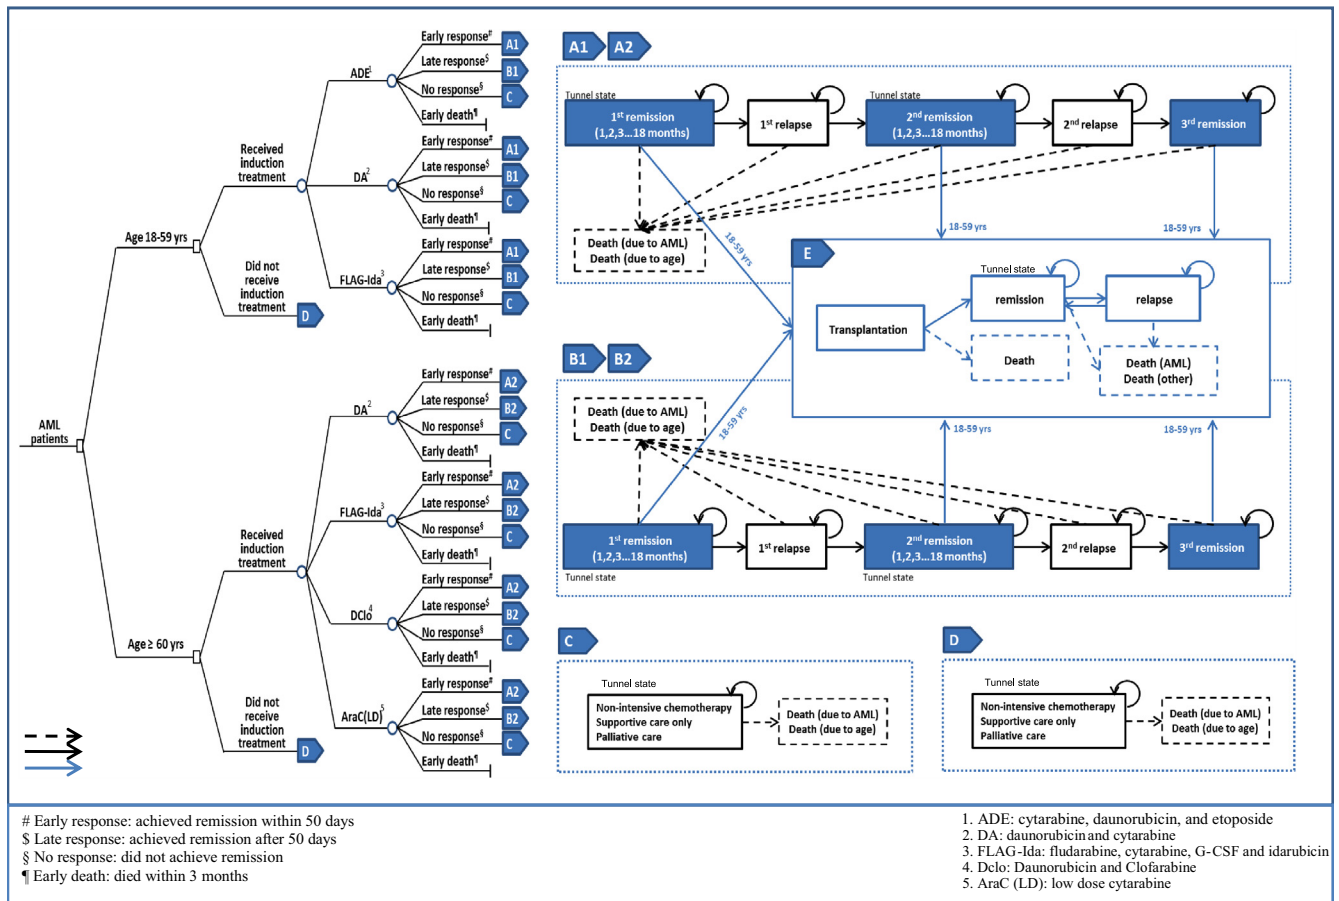 AML
patients
Age 18-59 yrs
Received
induction
treatment
ADE1
Early response#
A1
Late response$
B1
No response§
C
Early death¶
DA2
Early response#
A1
Late response$
B1
No response§
C
Early death¶
FLAG-Ida3
Early response#
A1
Late response$
B1
No response§
C
Early death¶
Did not
receive
induction
treatment
D
Age ≥ 60 yrs
Received
induction
treatment
DA2
Early response#
A2
Late response$
B2
No response§
C
Early death¶
FLAG-Ida3
Early response#
A2
Late response$
B2
No response§
C
Early death¶
DClo4
Early response#
A2
Late response$
B2
No response§
C
Early death¶
AraC(LD)5
Early response#
A2
Late response$
B2
No response§
C
Early death¶
Did not
receive
induction
treatment
D
A1
A2
Tunnel state
1st remission
(1,2,3...18 months)
1st relapse
Tunnel state
2nd remission
(1,2,3...18 months)
2nd relapse
3rd remission
Death (due to AML)
Death (due to age)
18-59 yrs
18-59 yrs
18-59 yrs
E
Transplantation
Tunnel state
remission
relapse
Death
Death (AML)
Death (other)
B1
B2
Death (due to AML)
Death (due to age)
18-59 yrs
18-59 yrs
18-59 yrs
1st remission
(1,2,3...18 months)
Tunnel state
1st relapse
2nd remission
(1,2,3...18 months)
Tunnel state
2nd relapse
3rd remission
C
Tunnel state
Non-intensive chemotherapy
Supportive care only
Palliative care
Death (due to AML)
Death (due to age)
D
Tunnel state
Non-intensive chemotherapy
Supportive care only
Palliative care
Death (due to AML)
Death (due to age)
# Early response: achieved remission within 50 days
$ Late response: achieved remission after 50 days
§ No response: did not achieve remission
¶ Early death: died within 3 months
1. ADE: cytarabine, daunorubicin, and etoposide
2. DA: daunorubicin and cytarabine
3. FLAG-Ida: fludarabine, cytarabine, G-CSF and idarubicin
4. Dclo: Daunorubicin and Clofarabine
5. AraC (LD): low dose cytarabine